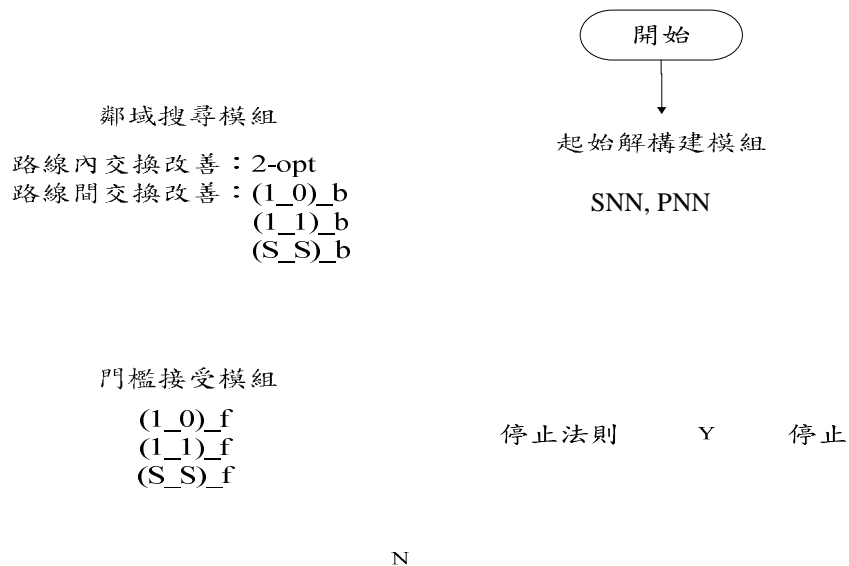 開始
起始解構建模組
SNN, PNN
鄰域搜尋模組
路線內交換改善：2-opt
路線間交換改善：(1_0)_b
(1_1)_b
(S_S)_b
門檻接受模組
(1_0)_f
(1_1)_f
(S_S)_f
停止法則
Y
停止
N